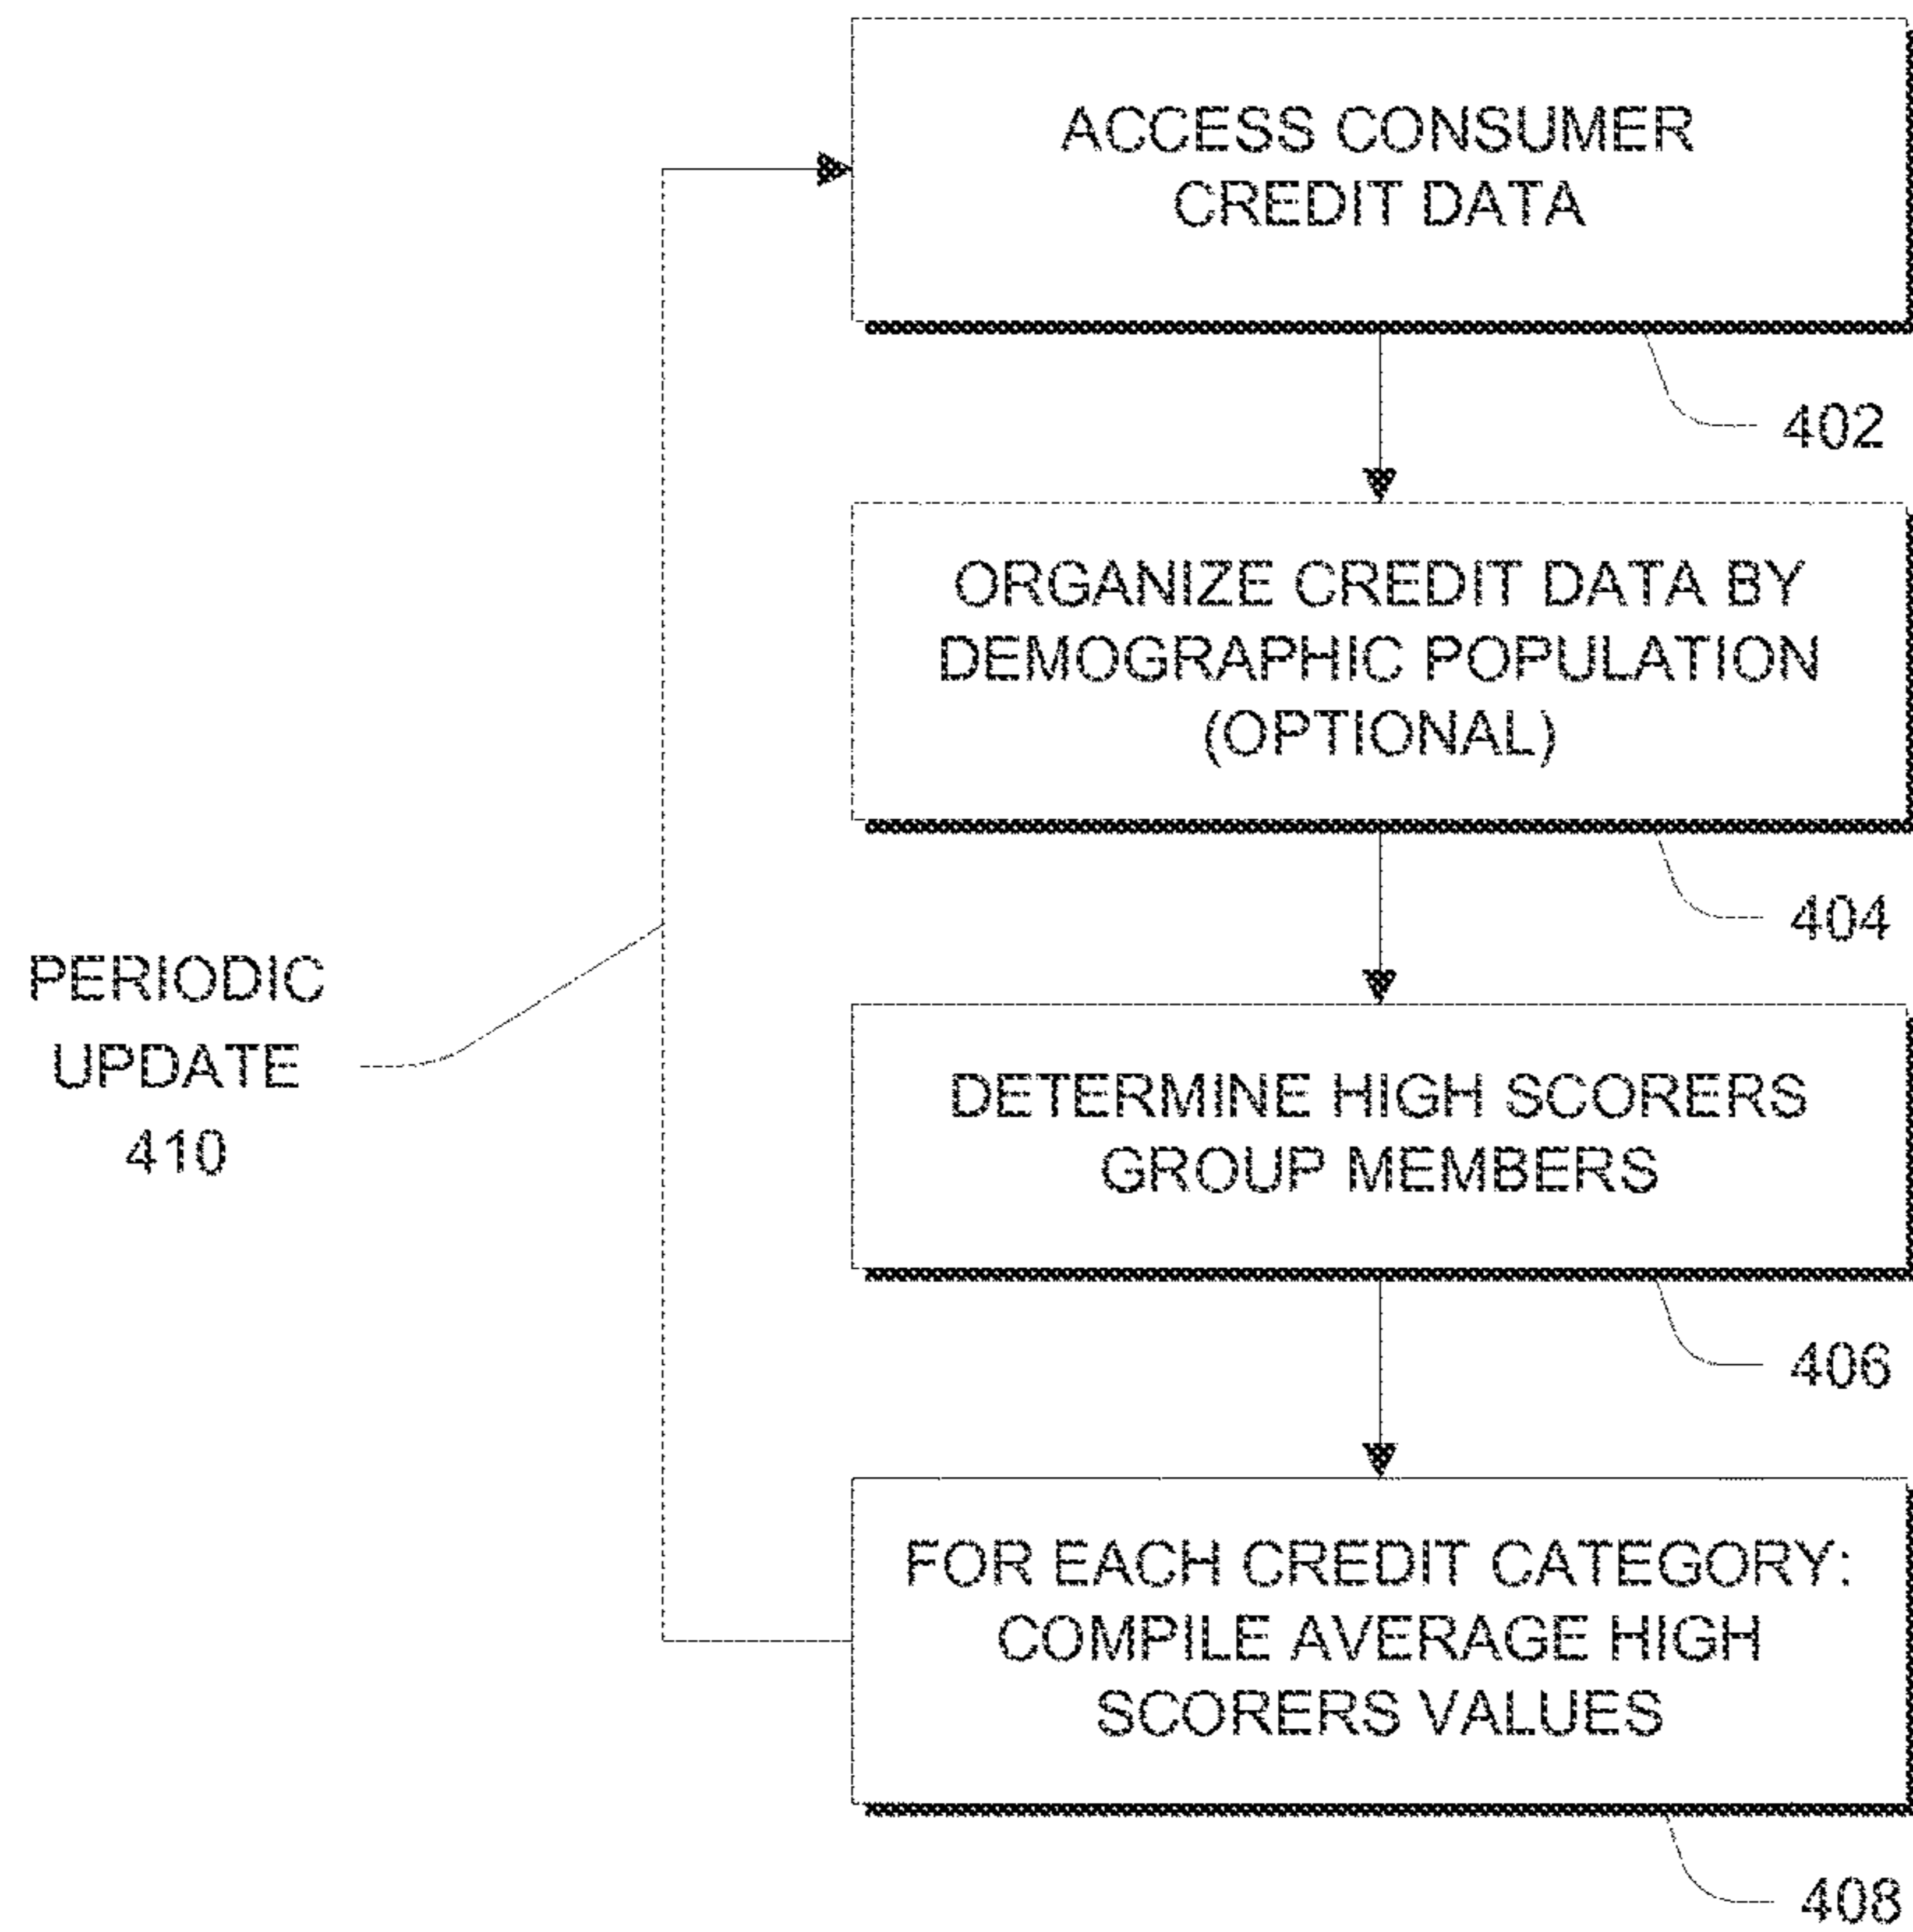 ACCESS CONSUMER
CREDIT DATA
402
ORGANIZE CREDIT DATA BY
DEMOGRAPHIC POPULATION
(OPTIONAL)
404
PERIODIC
UPDATE
410
DETERMINE HIGH SCORERS
GROUP MEMBERS
406
FOR EACH CREDIT CATEGORY:
COMPILE AVERAGE HIGH
SCORERS VALUES
408